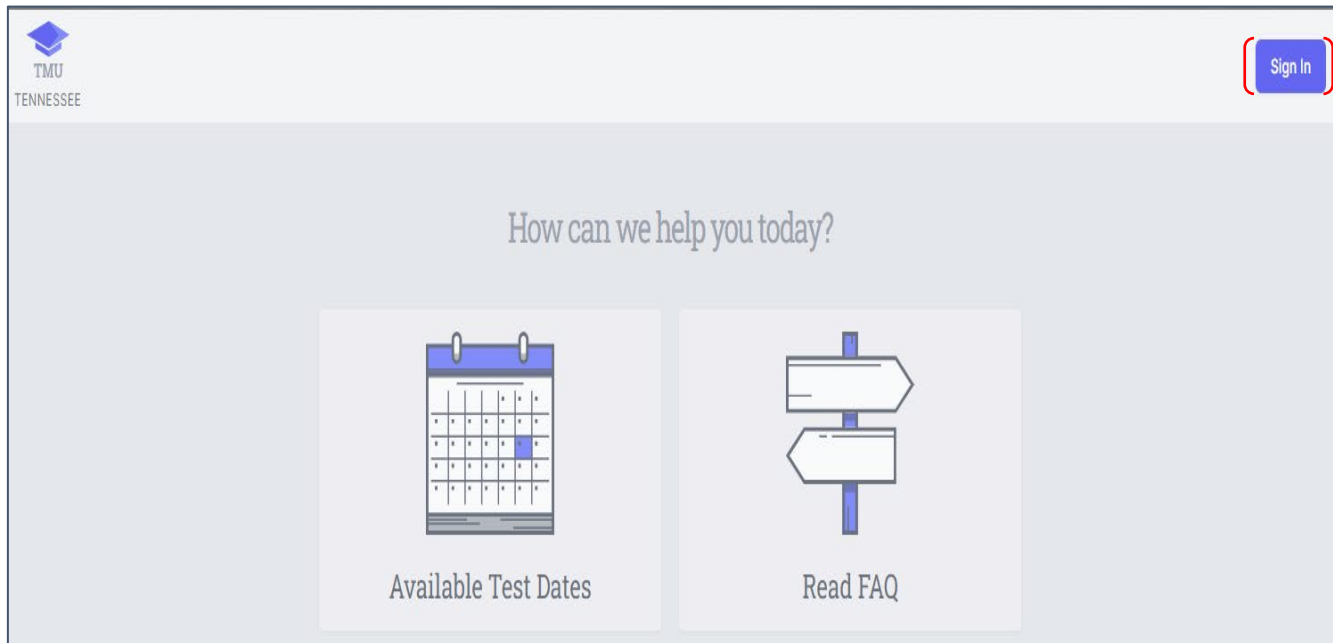 TMU
TENNESSEE
Sign In
How can we help you today?
Available Test Dates
Read FAQ